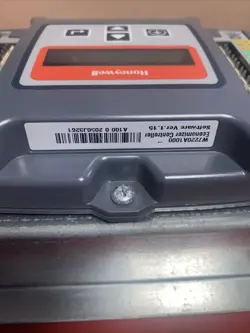 Honeywell
W7220A1000
Economizer Controller
Software Ver. 1.15